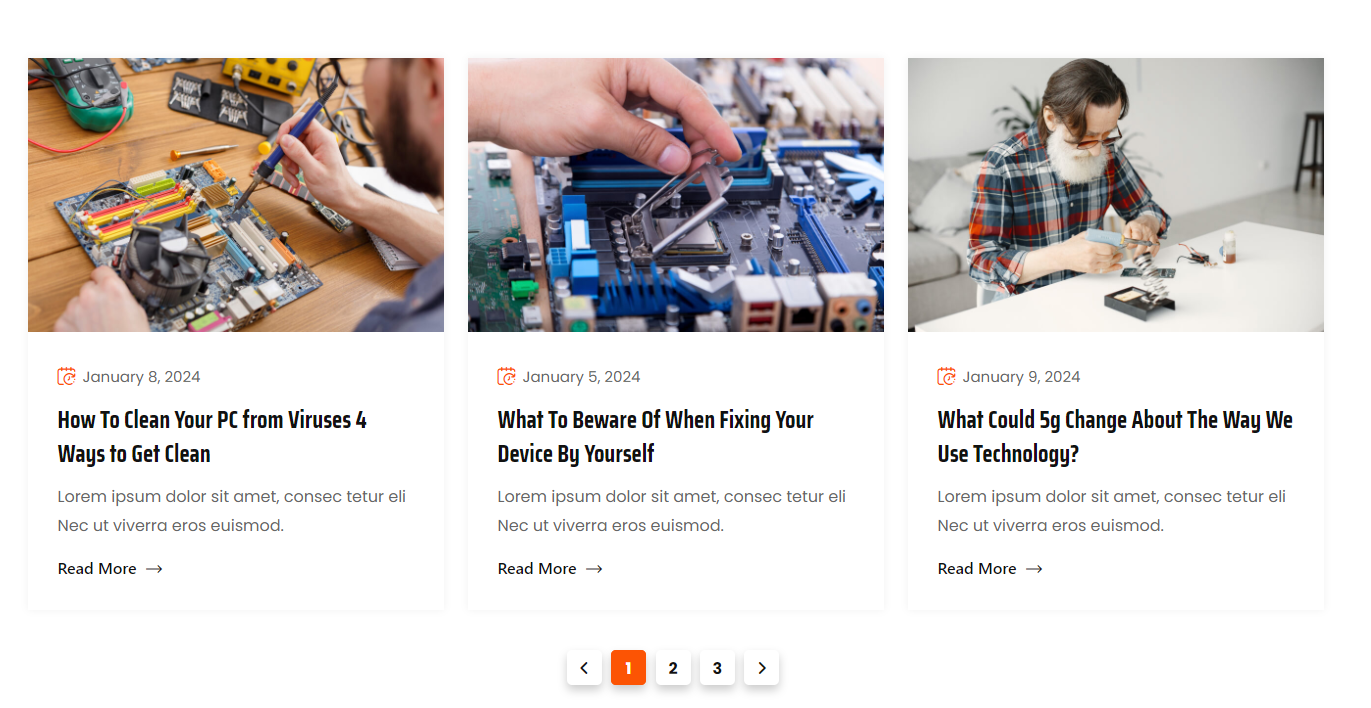 January 8, 2024
How To Clean Your PC from Viruses 4
Ways to Get Clean
Lorem ipsum dolor sit amet, consec tetur eli
Nec ut viverra eros euismod.
Read More
January 5, 2024
What To Beware Of When Fixing Your
Device By Yourself
Lorem ipsum dolor sit amet, consec tetur eli
Nec ut viverra eros euismod.
Read More
January 9, 2024
What Could 5g Change About The Way We
Use Technology?
Lorem ipsum dolor sit amet, consec tetur eli
Nec ut viverra eros euismod.
Read More
1 2 3